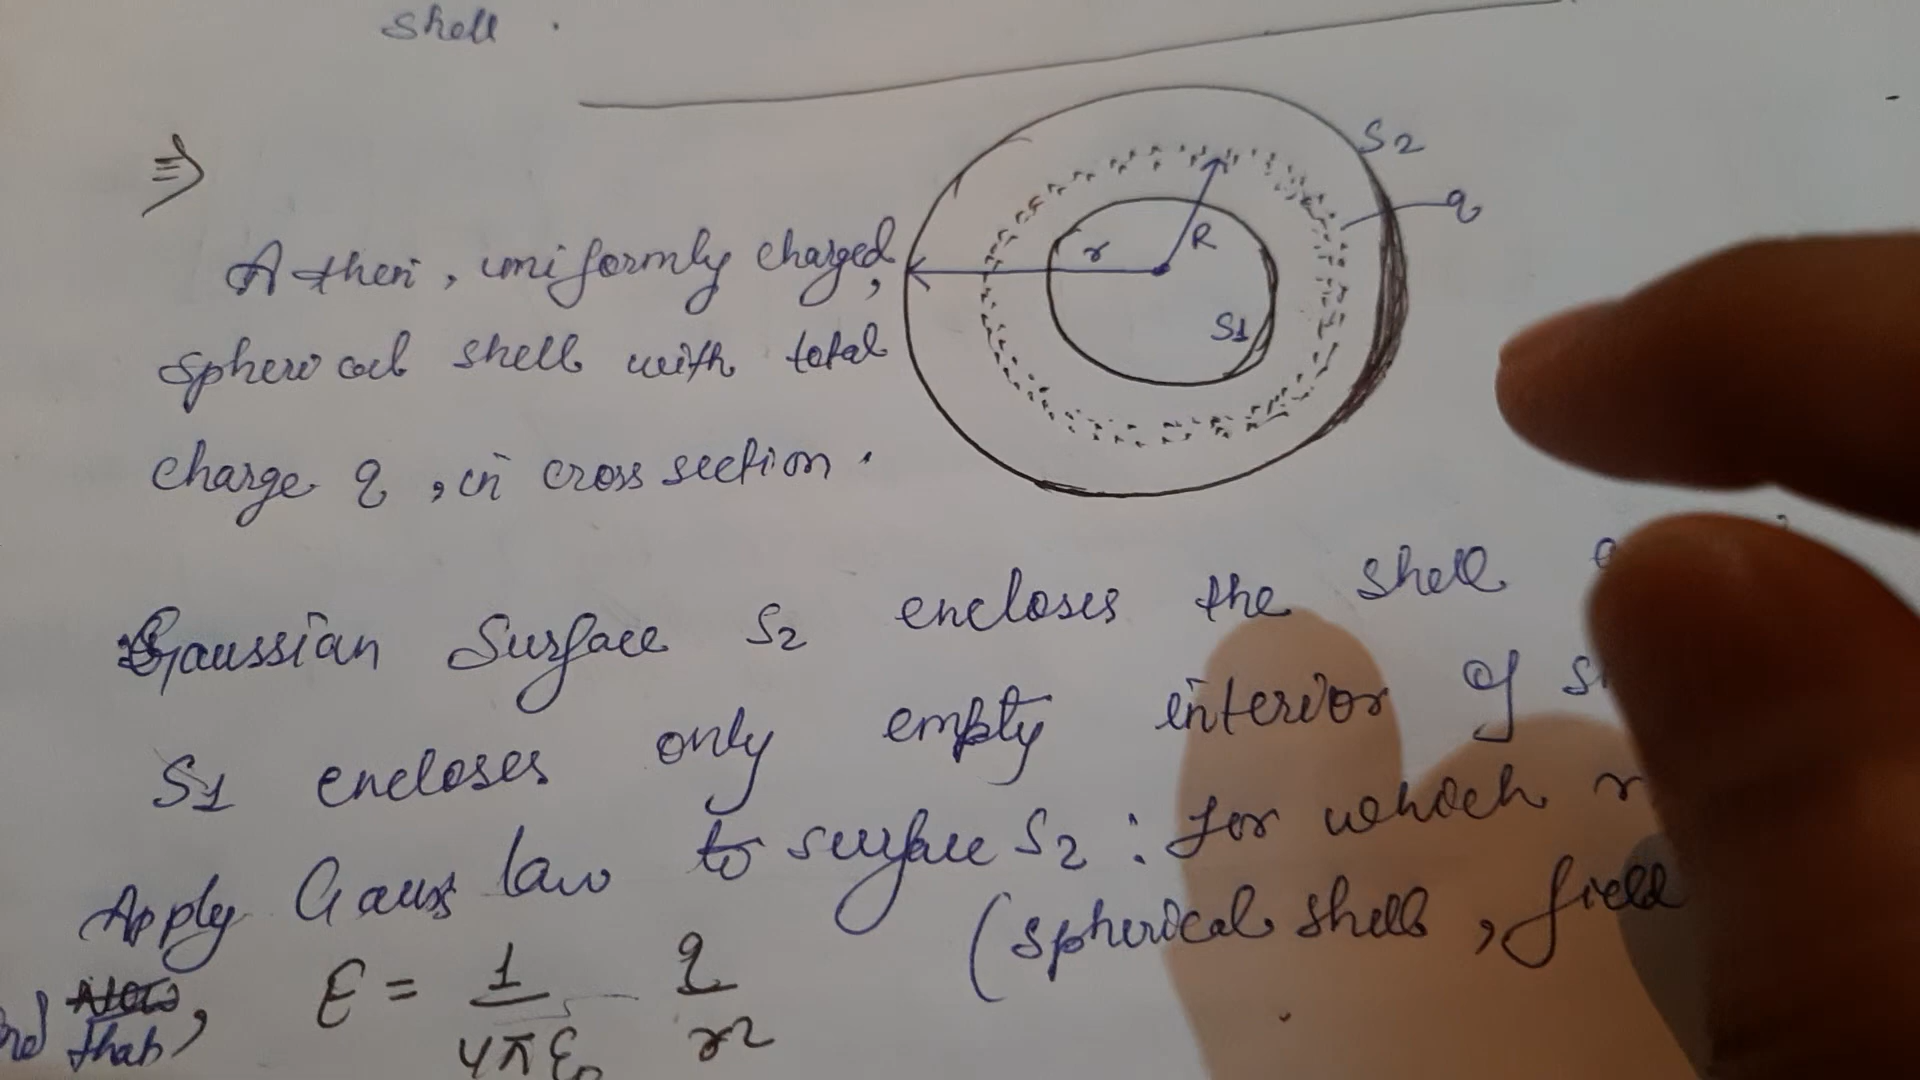 shell.
⇒
A then, uniformly charged,
spherical shell with total
charge q, in cross section.
S2
q
r
R
S1
Gaussian Surface S2 encloses the shell
S1 encloses only empty interior of
Apply Gauss law to surface S2: for which r
that, E = 1/4πε0 q/r2 (spherical shell, field